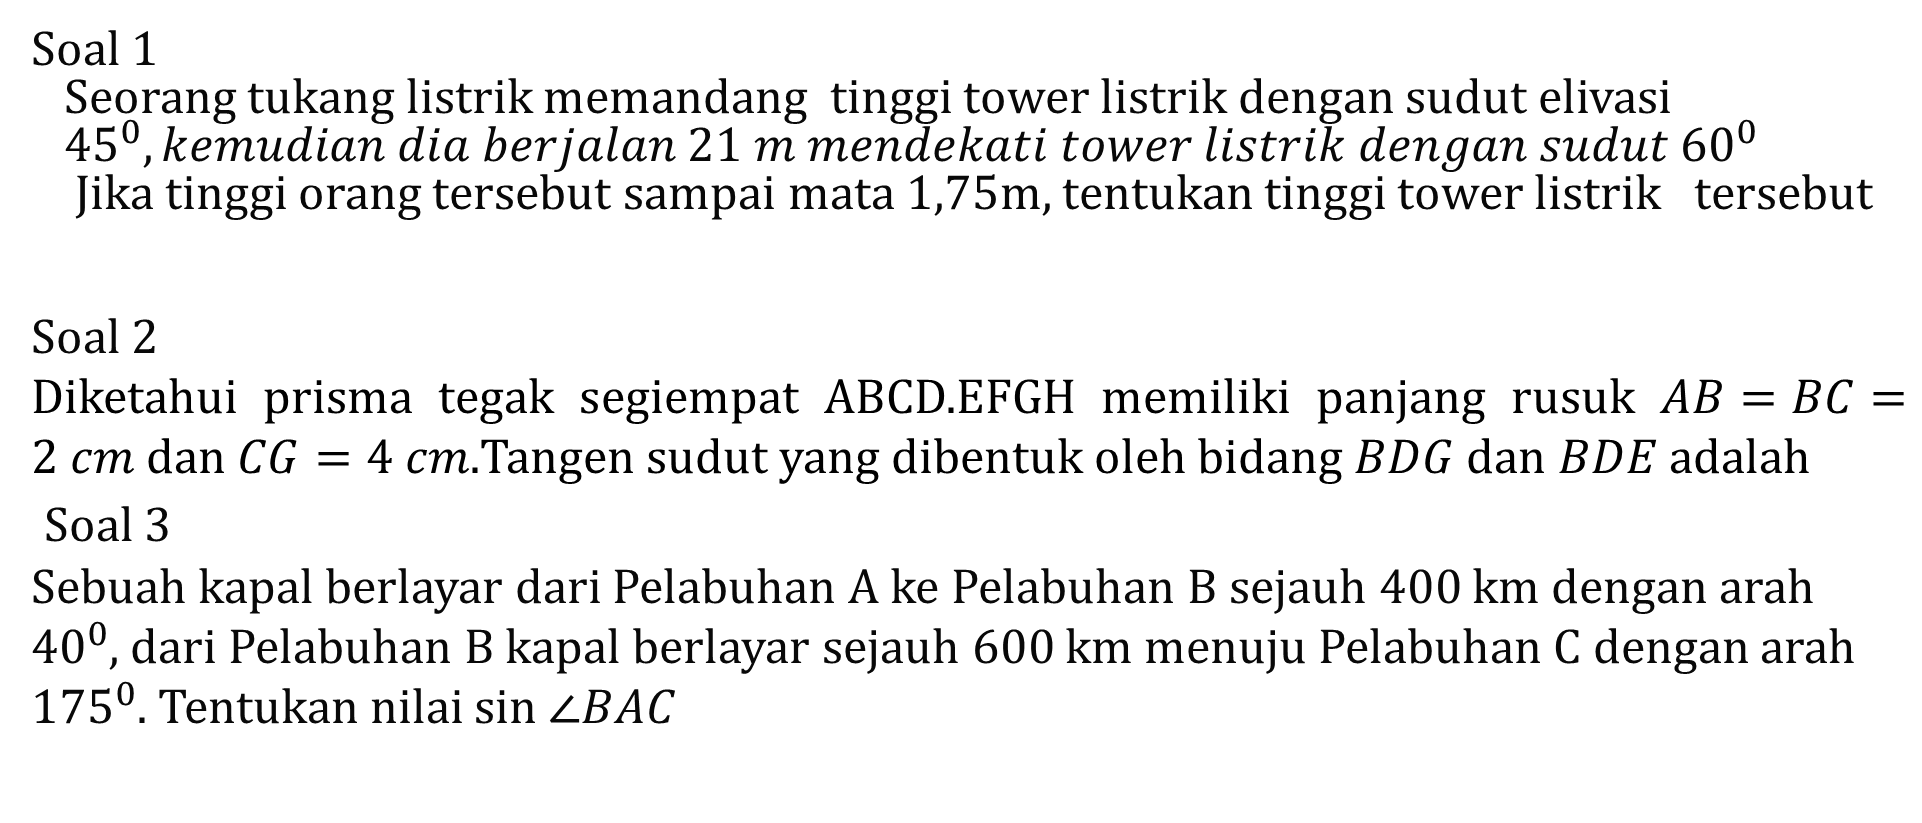 Soal 1
Seorang tukang listrik memandang tinggi tower listrik dengan sudut elivasi
45⁰, kemudian dia berjalan 21 m mendekati tower listrik dengan sudut 60⁰
Jika tinggi orang tersebut sampai mata 1,75m, tentukan tinggi tower listrik tersebut
Soal 2
Diketahui prisma tegak segiempat ABCD.EFGH memiliki panjang rusuk AB = BC =
2 cm dan CG = 4 cm.Tangen sudut yang dibentuk oleh bidang BDG dan BDE adalah
Soal 3
Sebuah kapal berlayar dari Pelabuhan A ke Pelabuhan B sejauh 400 km dengan arah
40⁰, dari Pelabuhan B kapal berlayar sejauh 600 km menuju Pelabuhan C dengan arah
175⁰. Tentukan nilai sin ∠BAC